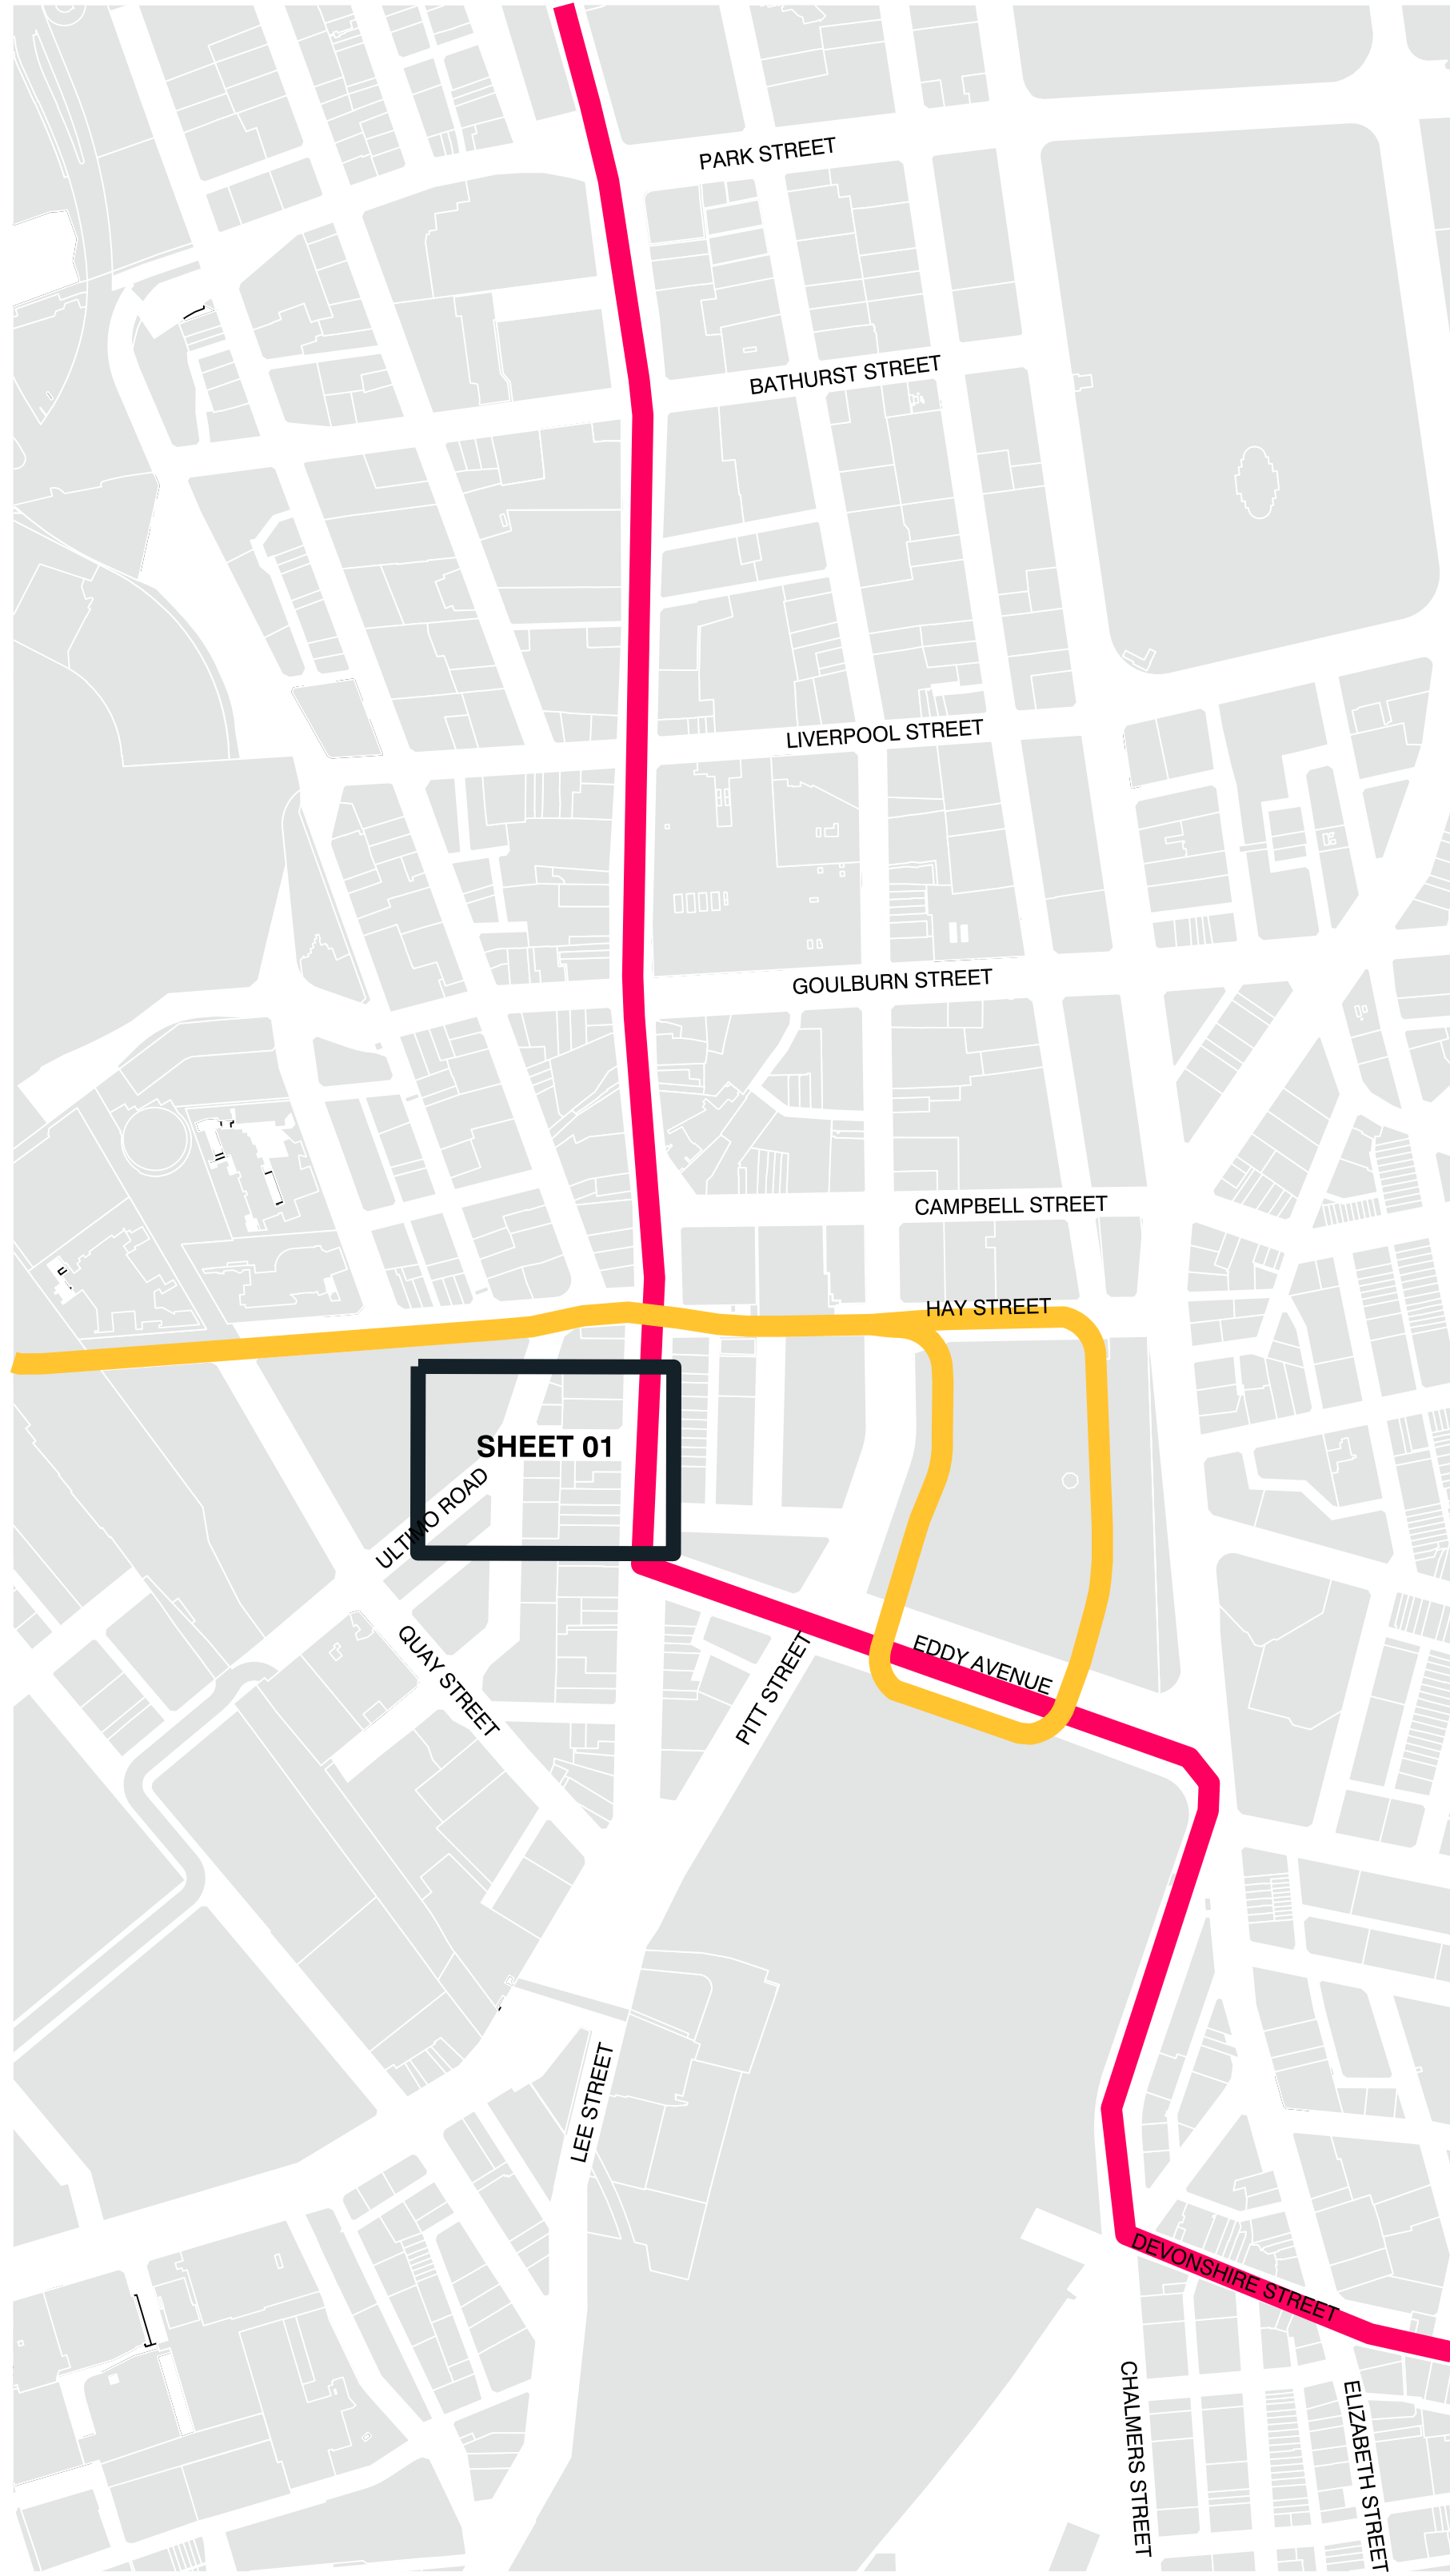 PARK STREET
BATHURST STREET
LIVERPOOL STREET
GOULBURN STREET
CAMPBELL STREET
HAY STREET
SHEET 01
ULTIMO ROAD
QUAY STREET
PITT STREET
EDDY AVENUE
LEE STREET
DEVONSHIRE STREET
CHALMERS STREET
ELIZABETH STREET